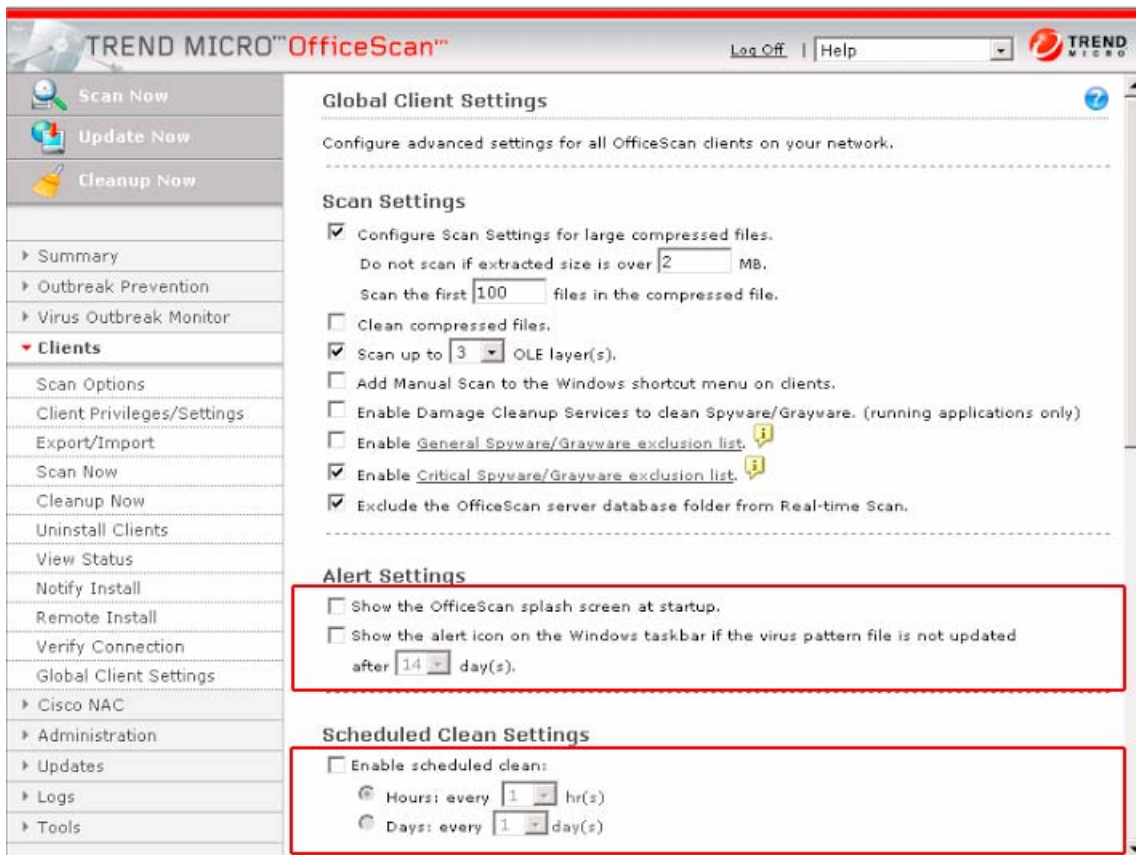 TREND MICRO™ OfficeScan™
Log Off | Help
TREND MICRO
Scan Now
Update Now
Cleanup Now
Summary
Outbreak Prevention
Virus Outbreak Monitor
Clients
Scan Options
Client Privileges/Settings
Export/Import
Scan Now
Cleanup Now
Uninstall Clients
View Status
Notify Install
Remote Install
Verify Connection
Global Client Settings
Cisco NAC
Administration
Updates
Logs
Tools
Global Client Settings
Configure advanced settings for all OfficeScan clients on your network.
Scan Settings
Configure Scan Settings for large compressed files.
Do not scan if extracted size is over 2 MB.
Scan the first 100 files in the compressed file.
Clean compressed files.
Scan up to 3 OLE layer(s).
Add Manual Scan to the Windows shortcut menu on clients.
Enable Damage Cleanup Services to clean Spyware/Grayware. (running applications only)
Enable General Spyware/Grayware exclusion list.
Enable Critical Spyware/Grayware exclusion list.
Exclude the OfficeScan server database folder from Real-time Scan.
Alert Settings
Show the OfficeScan splash screen at startup.
Show the alert icon on the Windows taskbar if the virus pattern file is not updated
after 14 day(s).
Scheduled Clean Settings
Enable scheduled clean:
Hours: every 1 hr(s)
Days: every 1 day(s)